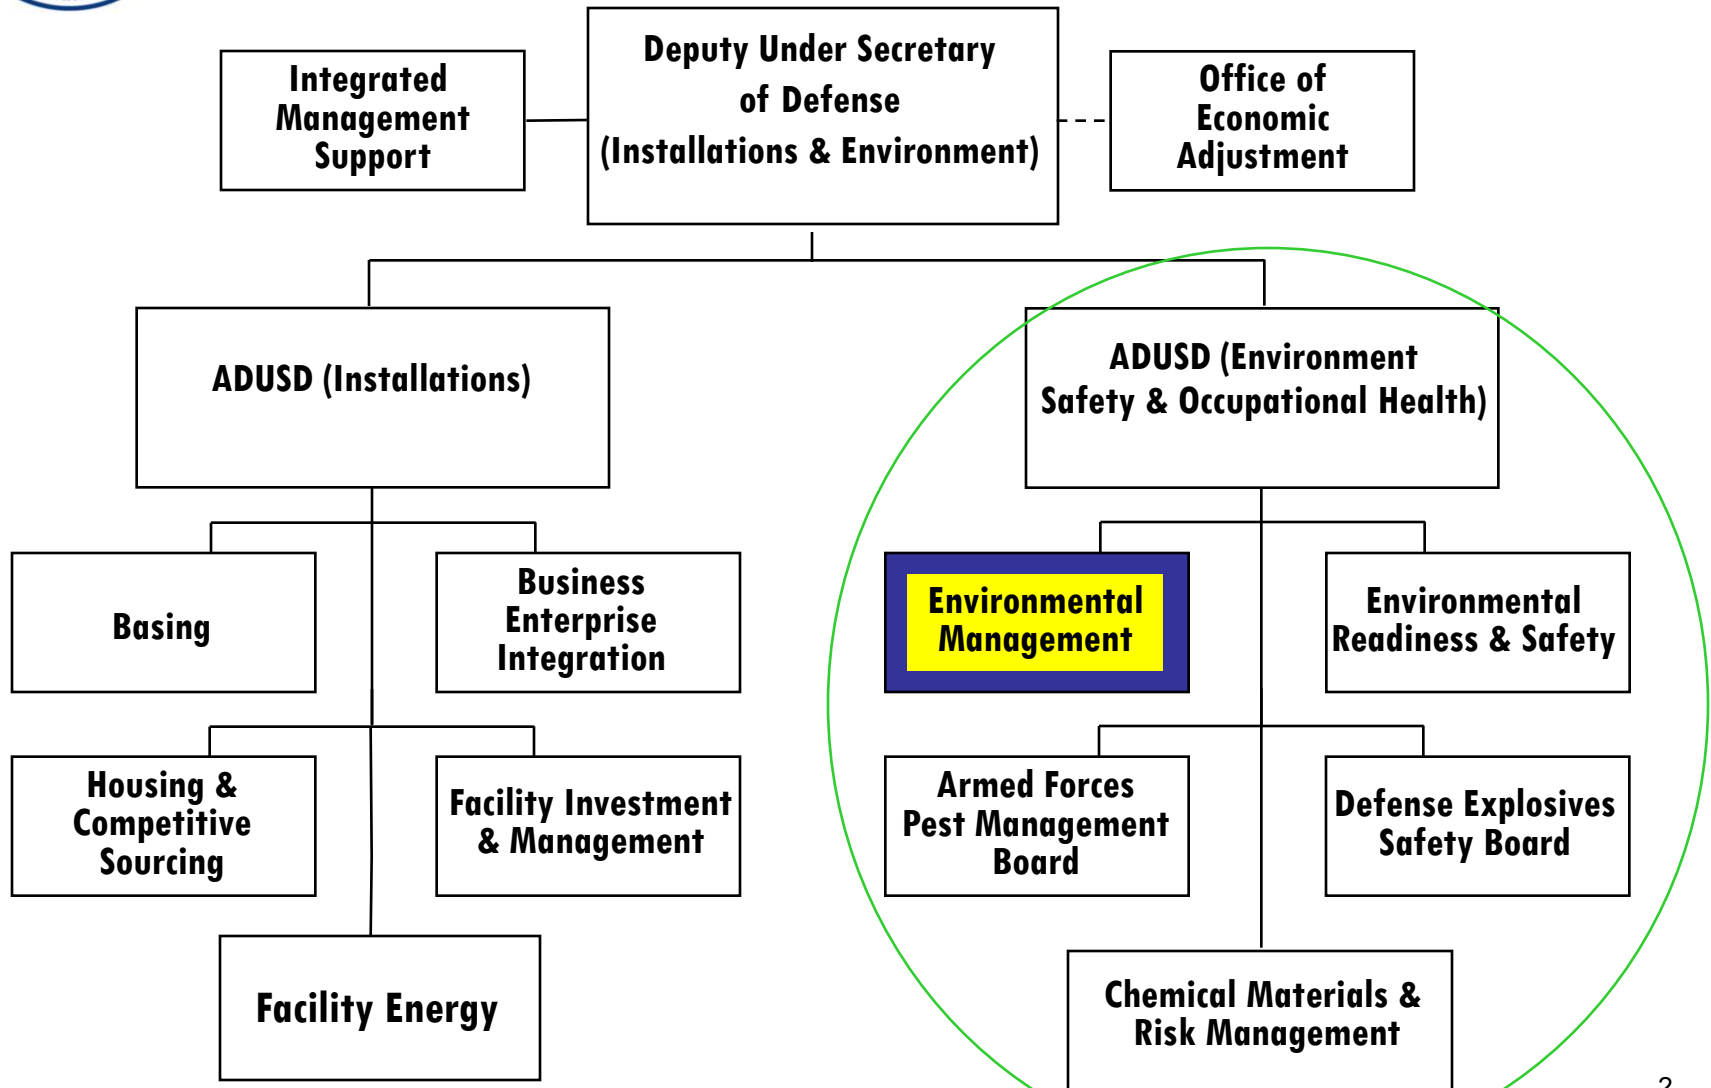 Deputy Under Secretary
of Defense
(Installations & Environment)
Integrated
Management
Support
Office of
Economic
Adjustment
ADUSD (Installations)
ADUSD (Environment
Safety & Occupational Health)
Basing
Business
Enterprise
Integration
Environmental
Management
Environmental
Readiness & Safety
Housing &
Competitive
Sourcing
Facility Investment
& Management
Armed Forces
Pest Management
Board
Defense Explosives
Safety Board
Facility Energy
Chemical Materials &
Risk Management
2